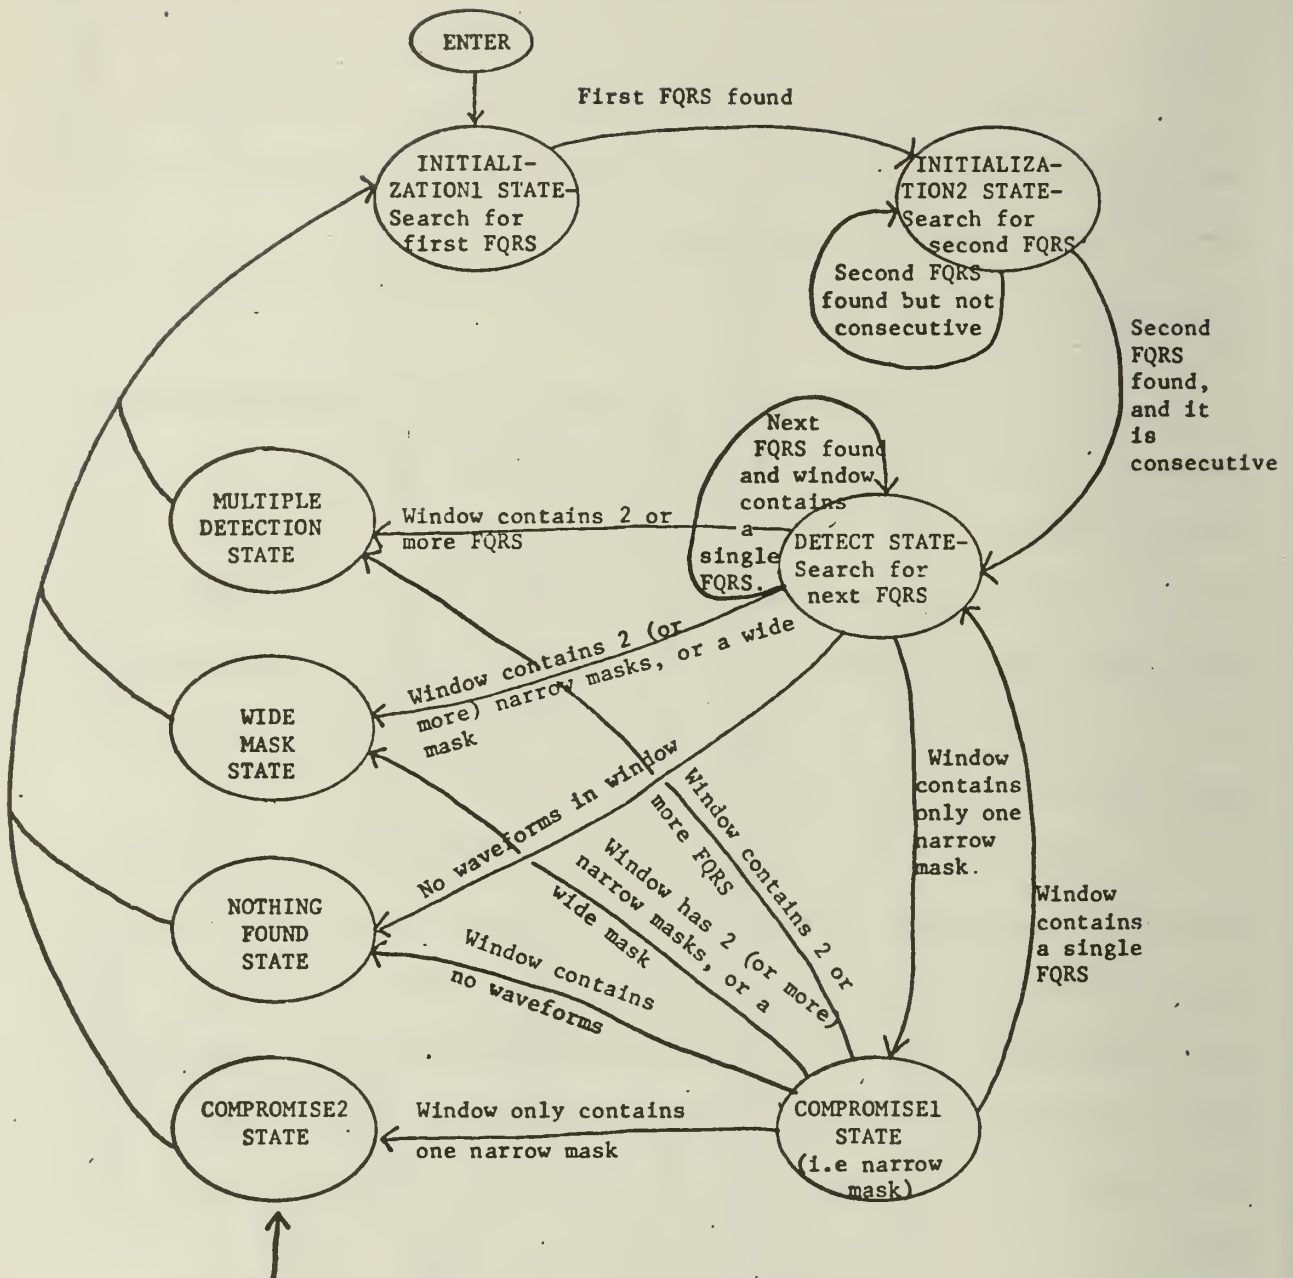 ENTER
First FQRS found
INITIALI-
ZATION1 STATE-
Search for
first FQRS
INITIALIZA-
TION2 STATE-
Search for
second FQRS
Second FQRS
found but not
consecutive
Second
FQRS
found,
and it
is
consecutive
Next
FQRS found
and window
contains
a
single
FQRS.
MULTIPLE
DETECTION
STATE
Window contains 2 or
more FQRS
DETECT STATE-
Search for
next FQRS
Window contains 2 (or
more) narrow masks, or a wide
mask
WIDE
MASK
STATE
No waveforms in window
Window contains 2 or
more FQRS
Window
contains
only one
narrow
mask.
Window has 2 (or more)
narrow masks, or a
wide mask
Window
contains
a single
FQRS
NOTHING
FOUND
STATE
Window contains
no waveforms
COMPROMISE2
STATE
Window only contains
one narrow mask
COMPROMISE1
STATE
(i.e narrow
mask)